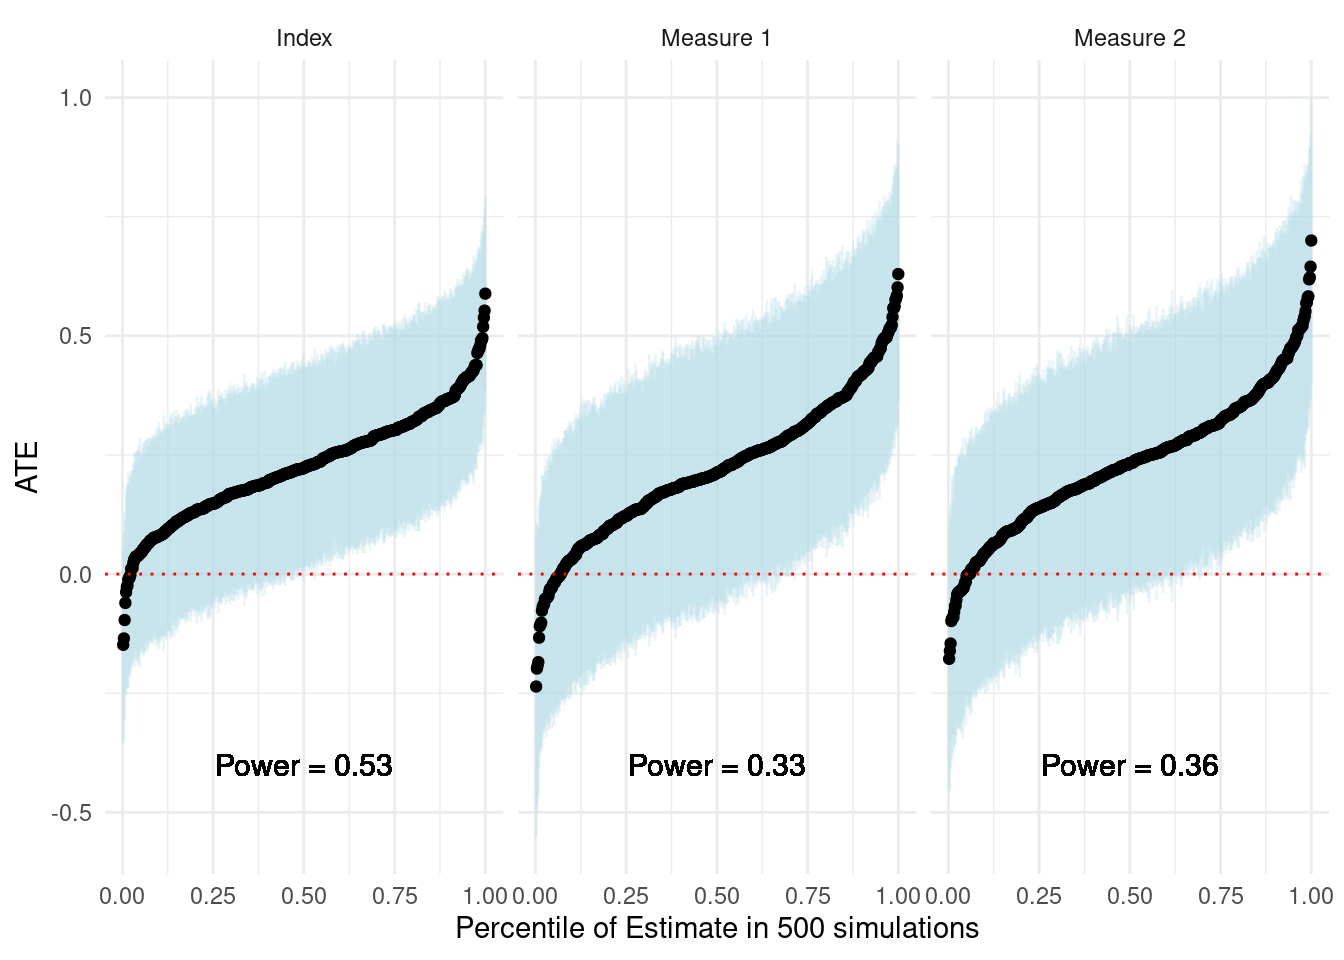 Index
Measure 1
Measure 2
ATE
1.0
0.5
0.0
-0.5
Power = 0.53
Power = 0.33
Power = 0.36
0.00 0.25 0.50 0.75 1.00
0.00 0.25 0.50 0.75 1.00
0.00 0.25 0.50 0.75 1.00
Percentile of Estimate in 500 simulations